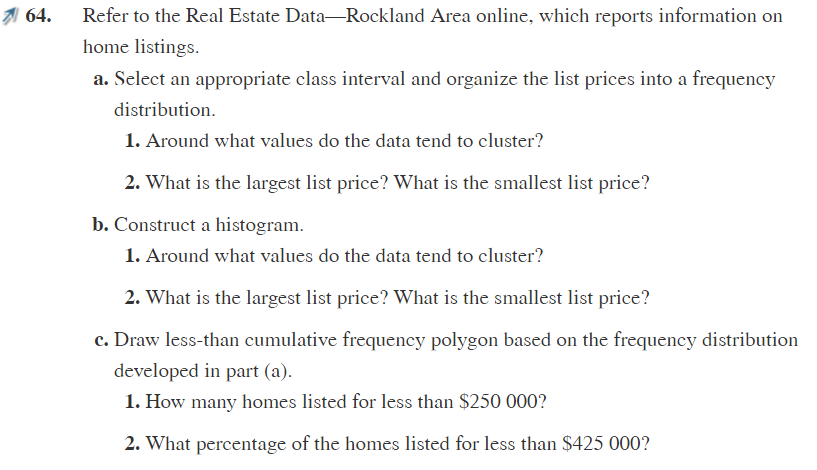 64. Refer to the Real Estate Data—Rockland Area online, which reports information on
home listings.
a. Select an appropriate class interval and organize the list prices into a frequency
distribution.
1. Around what values do the data tend to cluster?
2. What is the largest list price? What is the smallest list price?
b. Construct a histogram.
1. Around what values do the data tend to cluster?
2. What is the largest list price? What is the smallest list price?
c. Draw less-than cumulative frequency polygon based on the frequency distribution
developed in part (a).
1. How many homes listed for less than $250 000?
2. What percentage of the homes listed for less than $425 000?